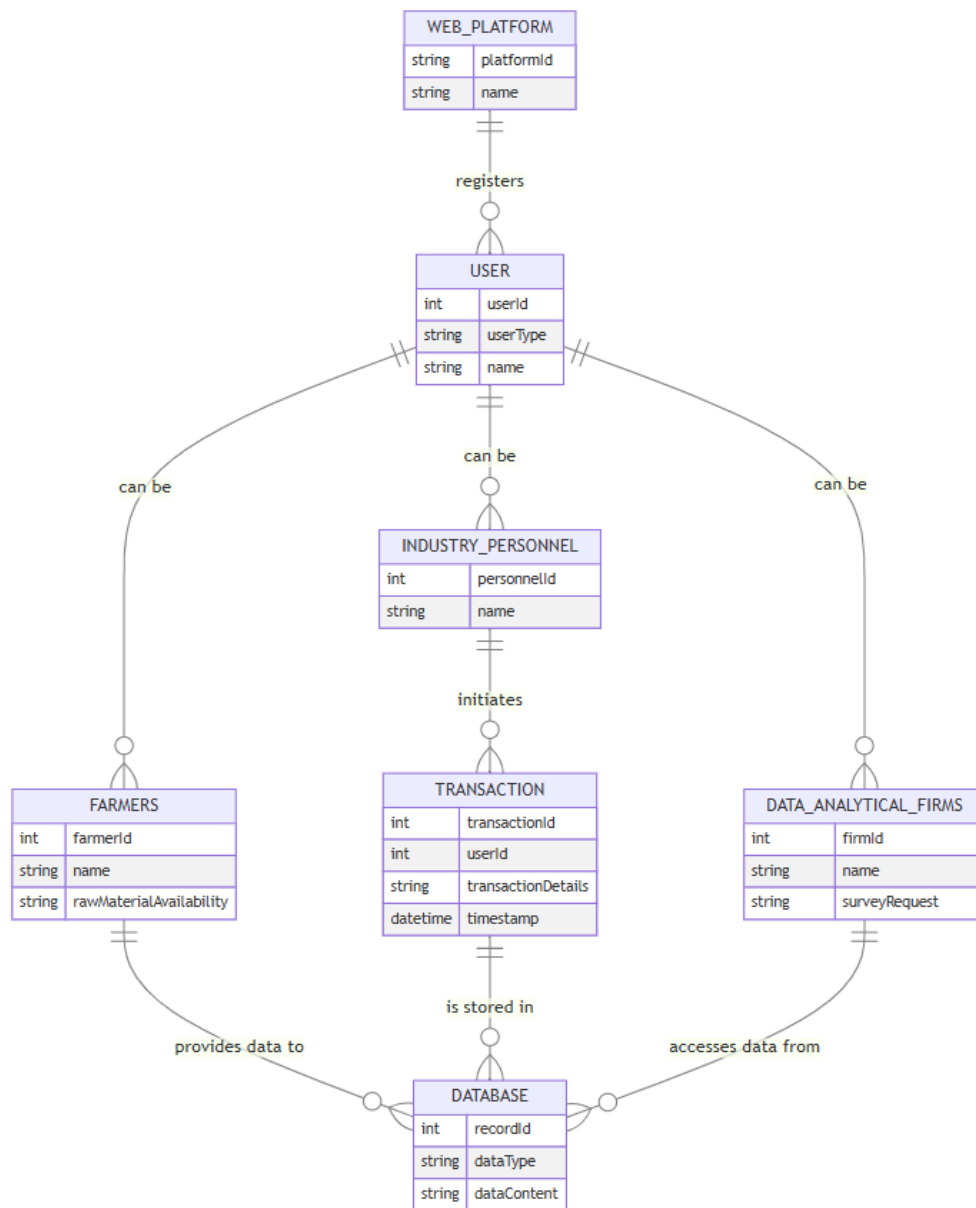 WEB_PLATFORM
string platformId
string name
registers
USER
int userId
string userType
string name
can be
can be
can be
INDUSTRY_PERSONNEL
int personnelId
string name
initiates
FARMERS
int farmerId
string name
string rawMaterialAvailability
TRANSACTION
int transactionId
int userId
string transactionDetails
datetime timestamp
DATA_ANALYTICAL_FIRMS
int firmId
string name
string surveyRequest
is stored in
provides data to
accesses data from
DATABASE
int recordId
string dataType
string dataContent